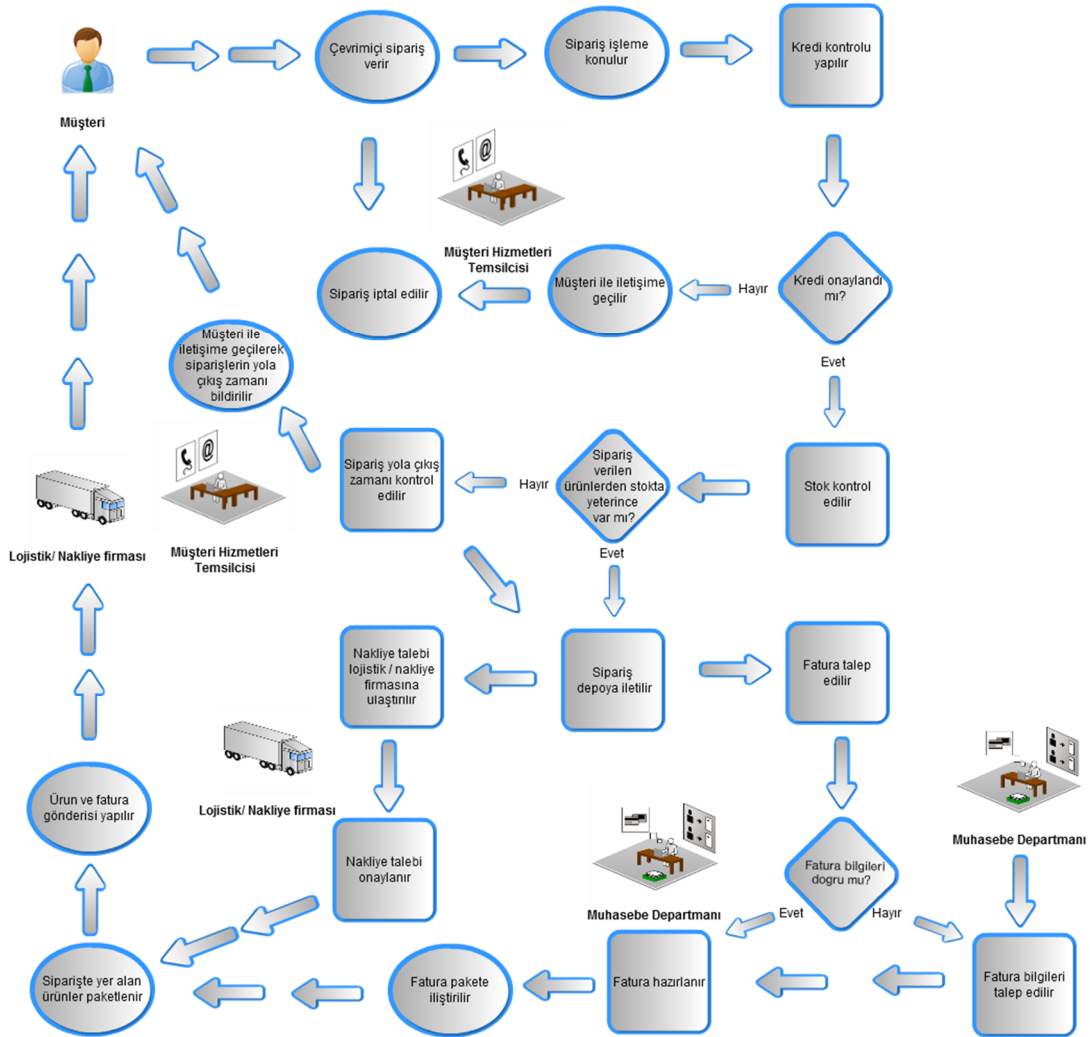 Müşteri
Çevrimiçi sipariş
verir
Sipariş işleme
konulur
Kredi kontrolu
yapılır
Müşteri Hizmetleri
Temsilcisi
Sipariş iptal edilir
Müşteri ile iletişime
geçilir
Hayır
Kredi onaylandı
mı?
Evet
Müşteri ile
iletişime geçilerek
siparişlerin yola
çıkış zamanı
bildirilir
Sipariş yola çıkış
zamanı kontrol
edilir
Hayır
Sipariş
verilen
ürünlerden stokta
yeterince
var mı?
Evet
Stok kontrol
edilir
Lojistik/ Nakliye firması
Müşteri Hizmetleri
Temsilcisi
Nakliye talebi
lojistik / nakliye
firmasına
ulaştırılır
Sipariş
depoya iletilir
Fatura talep
edilir
Lojistik/ Nakliye firması
Ürun ve fatura
gönderisi yapılır
Nakliye talebi
onaylanır
Muhasebe Departmanı
Fatura bilgileri
dogru mu?
Evet
Hayır
Muhasebe Departmanı
Siparişte yer alan
ürünler paketlenir
Fatura pakete
iliştirilir
Fatura hazırlanır
Fatura bilgileri
talep edilir